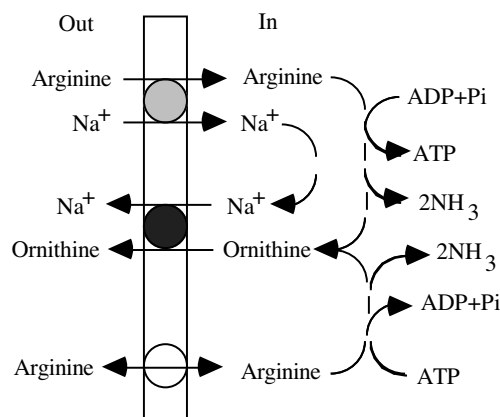 Out In
Arginine Arginine ADP+Pi
Na+ Na+
ATP
Na+ Na+ 2NH3
Ornithine Ornithine 2NH3
ADP+Pi
Arginine Arginine ATP